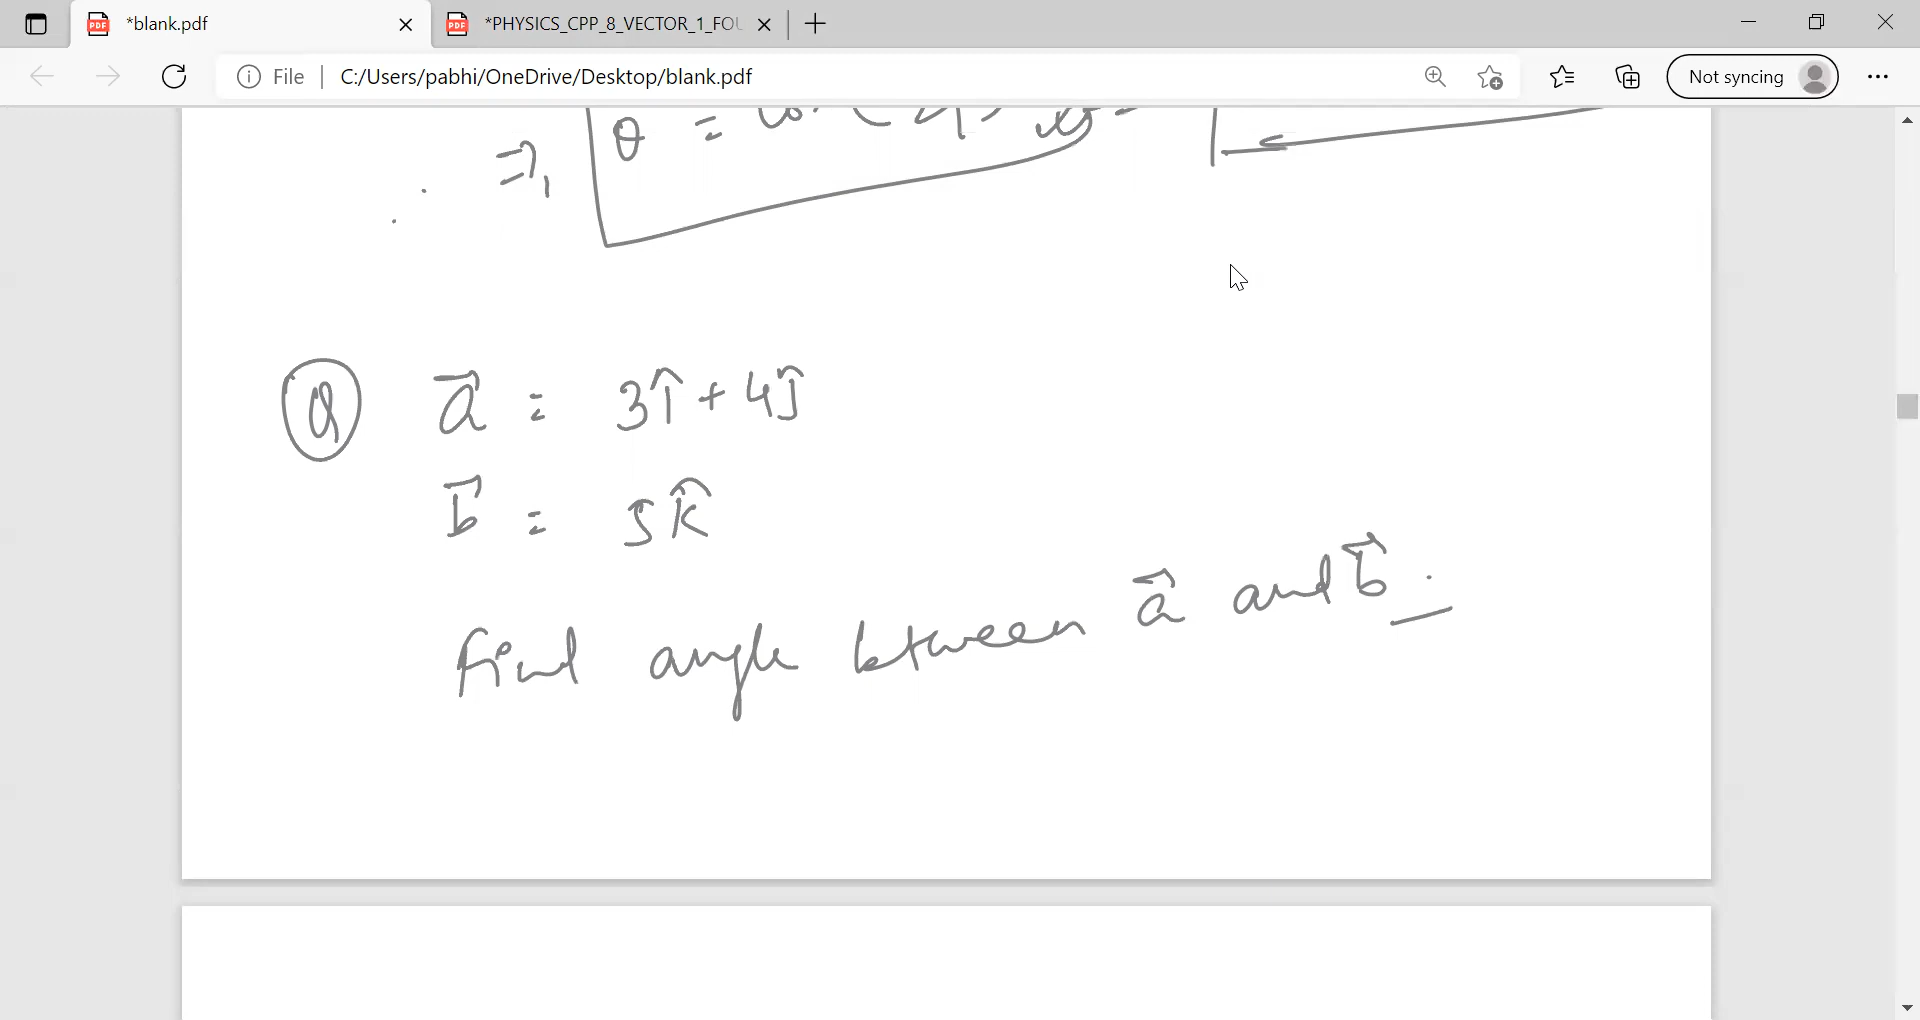 *blank.pdf
*PHYSICS_CPP_8_VECTOR_1_FOU
File | C:/Users/pabhi/OneDrive/Desktop/blank.pdf
Not syncing
⇒ θ =
Q a⃗ = 3î + 4ĵ
b⃗ = 5k̂
Find angle between a⃗ and b⃗.